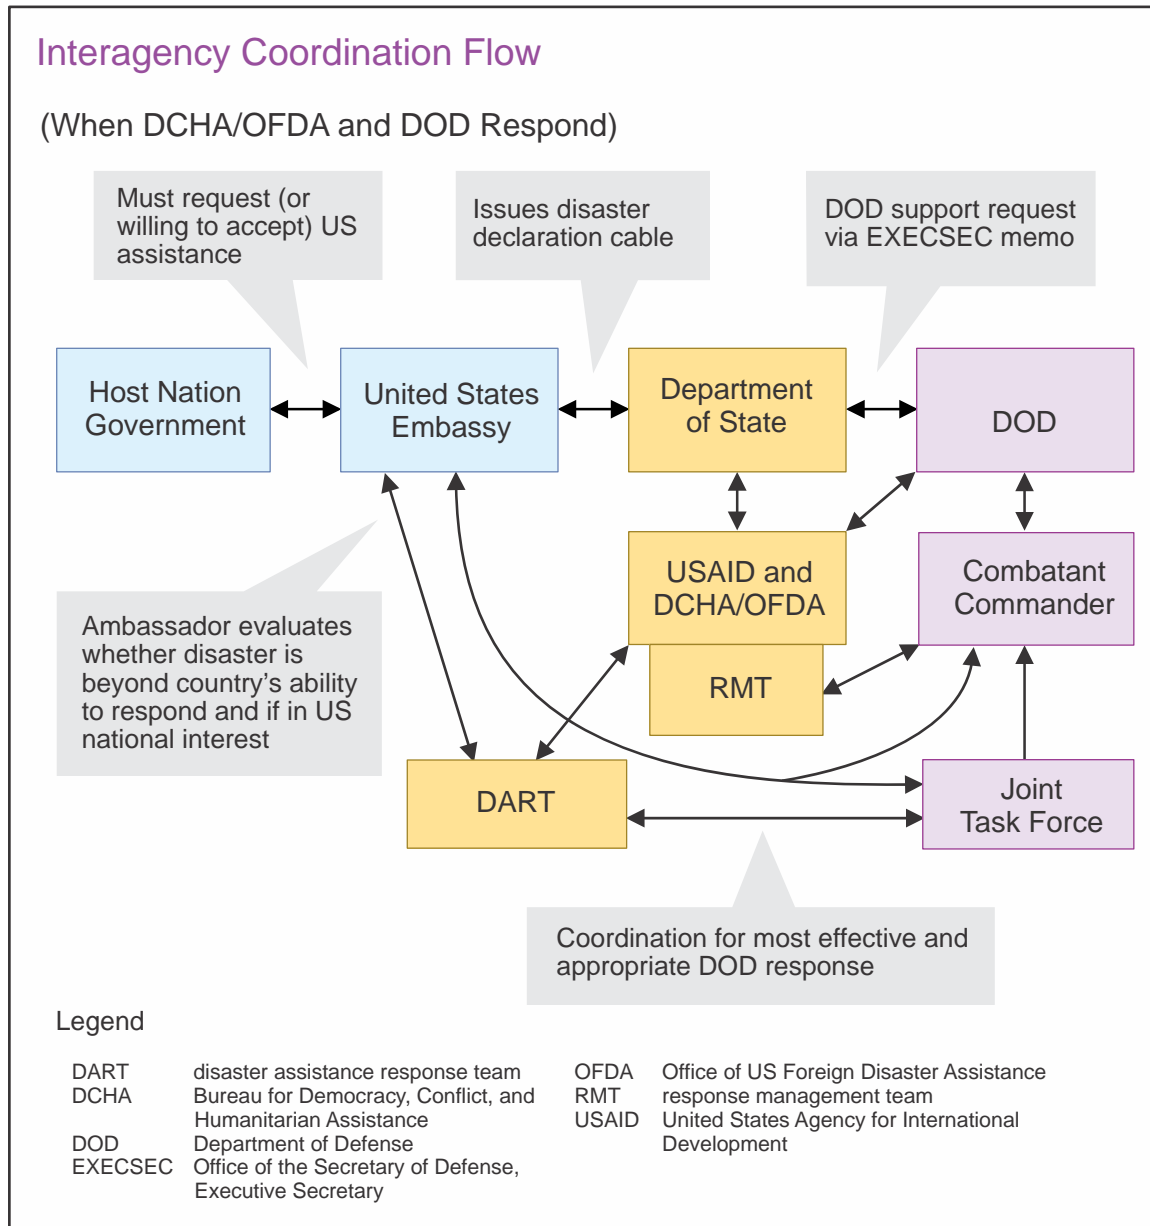 Interagency Coordination Flow
(When DCHA/OFDA and DOD Respond)
Must request (or
willing to accept) US
assistance
Issues disaster
declaration cable
DOD support request
via EXECSEC memo
Host Nation
Government
United States
Embassy
Department
of State
DOD
USAID and
DCHA/OFDA
Combatant
Commander
Ambassador evaluates
whether disaster is
beyond country’s ability
to respond and if in US
national interest
RMT
DART
Joint
Task Force
Coordination for most effective and
appropriate DOD response
Legend
DART disaster assistance response team
DCHA Bureau for Democracy, Conflict, and
Humanitarian Assistance
DOD Department of Defense
EXECSEC Office of the Secretary of Defense,
Executive Secretary
OFDA Office of US Foreign Disaster Assistance
RMT response management team
USAID United States Agency for International
Development